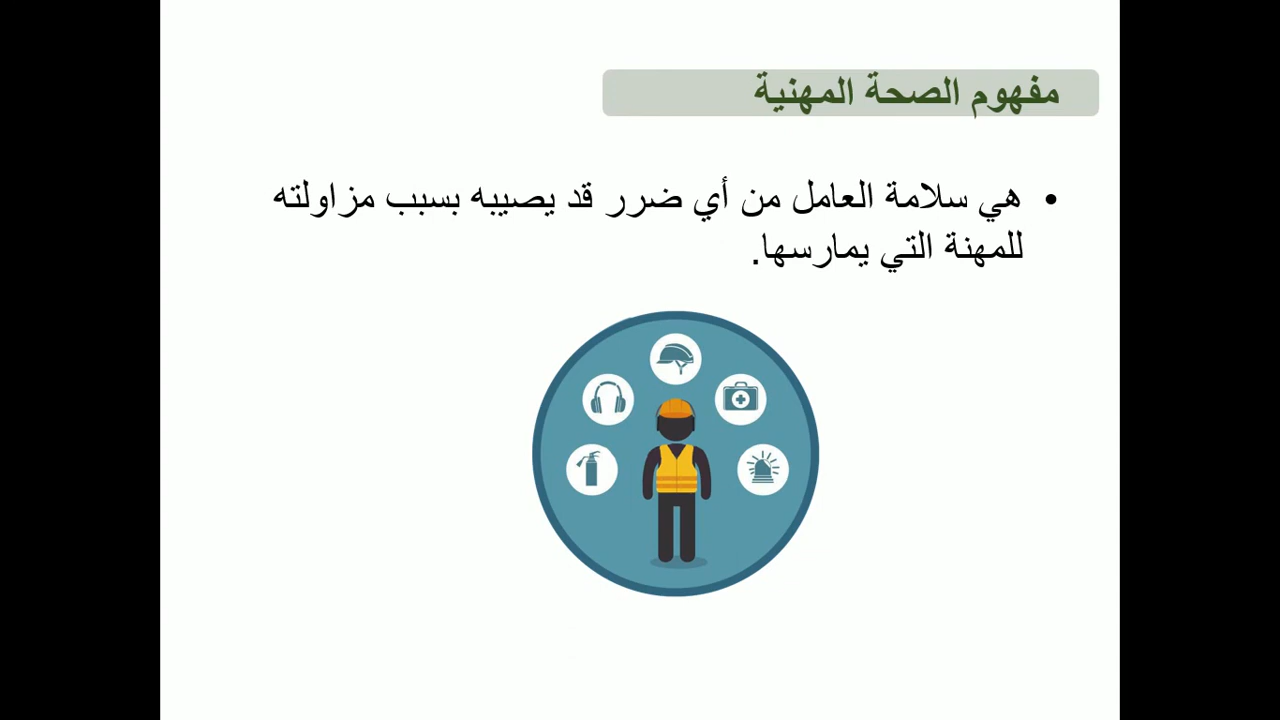 مفهوم الصحة المهنية
• هي سلامة العامل من أي ضرر قد يصيبه بسبب مزاولته
للمهنة التي يمارسها.